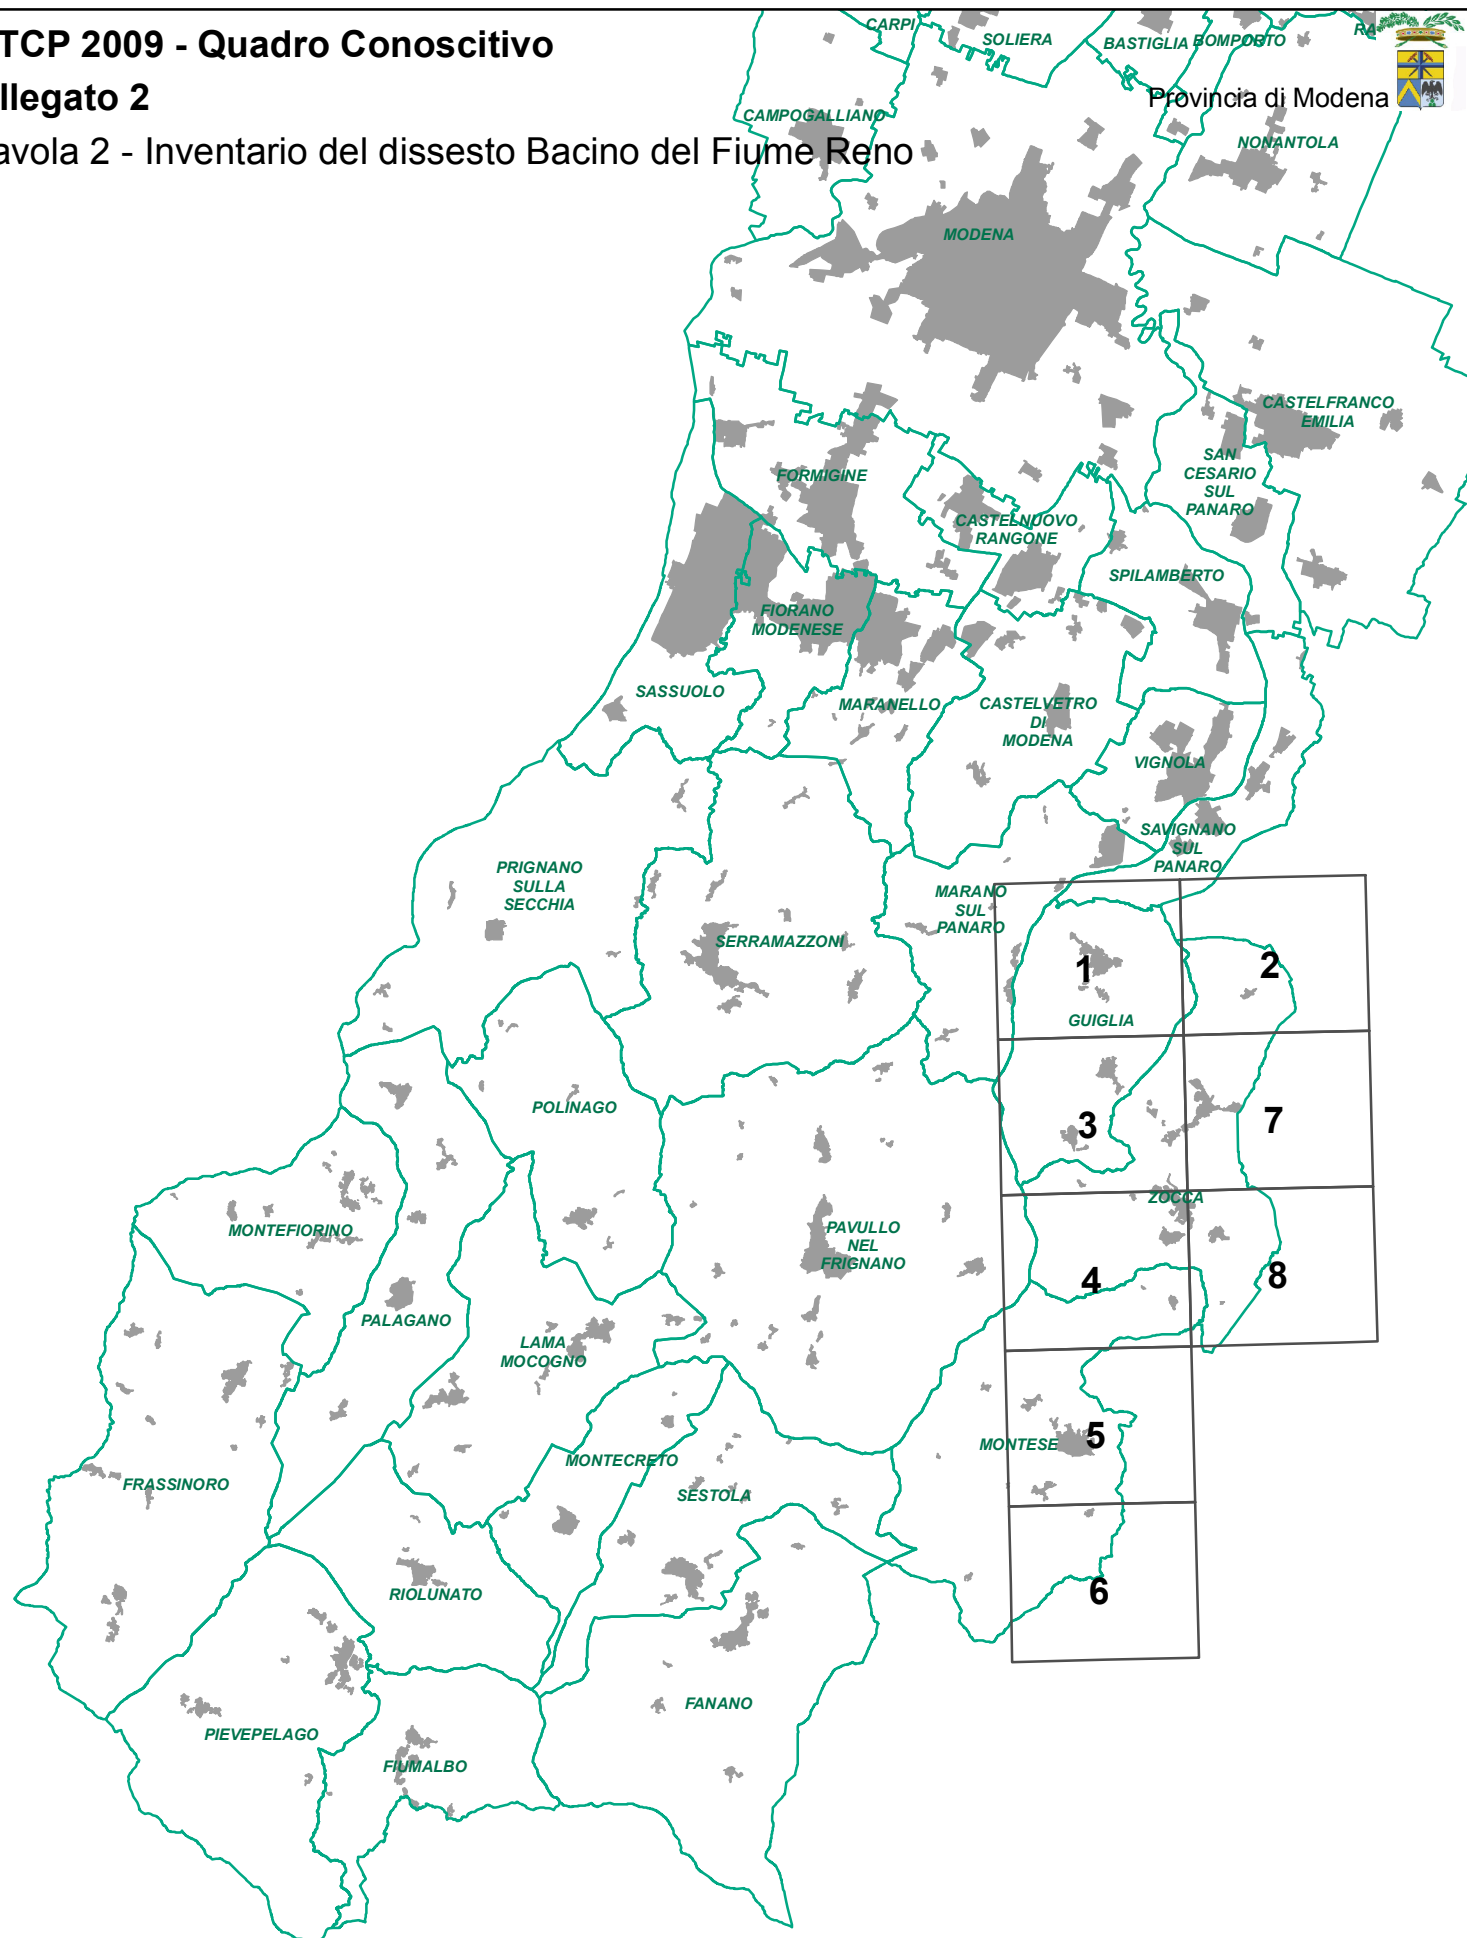 TCP 2009 - Quadro Conoscitivo
llegato 2
avola 2 - Inventario del dissesto Bacino del Fiume Reno
Provincia di Modena
CARPI
SOLIERA
BASTIGLIA
BOMPORTO
RA
CAMPOGALLIANO
NONANTOLA
MODENA
CASTELFRANCO
EMILIA
SAN
CESARIO
SUL
PANARO
FORMIGINE
CASTELNUOVO
RANGONE
SPILAMBERTO
FIORANO
MODENESE
SASSUOLO
MARANELLO
CASTELVETRO
DI
MODENA
VIGNOLA
SAVIGNANO
SUL
PANARO
PRIGNANO
SULLA
SECCHIA
MARANO
SUL
PANARO
SERRAMAZZONI
1
2
GUIGLIA
POLINAGO
3
7
ZOCCA
MONTEFIORINO
PAVULLO
NEL
FRIGNANO
4
8
PALAGANO
LAMA
MOCOGNO
5
MONTESE
MONTECRETO
SESTOLA
FRASSINORO
6
RIOLUNATO
FANANO
PIEVEPELAGO
FIUMALBO